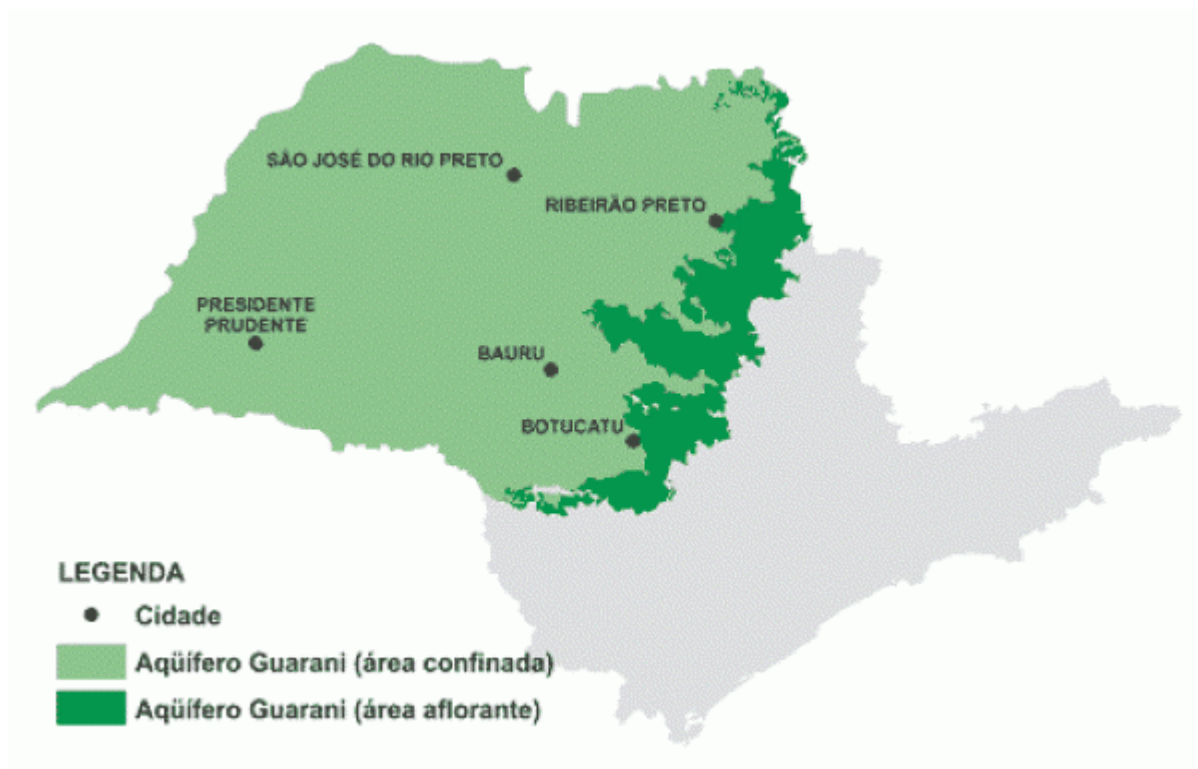 SÃO JOSÉ DO RIO PRETO
RIBEIRÃO PRETO
PRESIDENTE
PRUDENTE
BAURU
BOTUCATU
LEGENDA
Cidade
Aqüífero Guarani (área confinada)
Aqüífero Guarani (área aflorante)